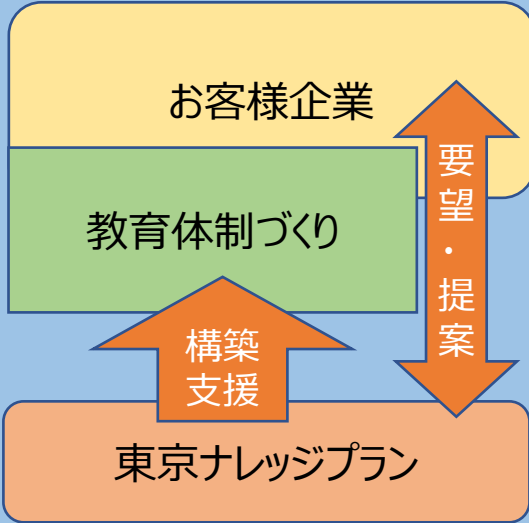 お客様企業
教育体制づくり
要望・提案
構築
支援
東京ナレッジプラン